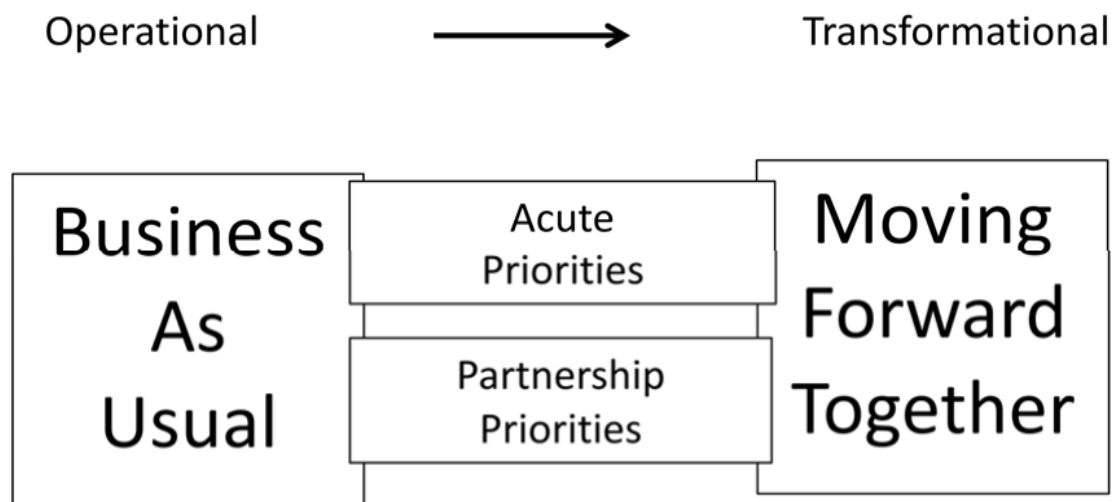 Operational
Transformational
Business
As
Usual
Acute
Priorities
Partnership
Priorities
Moving
Forward
Together